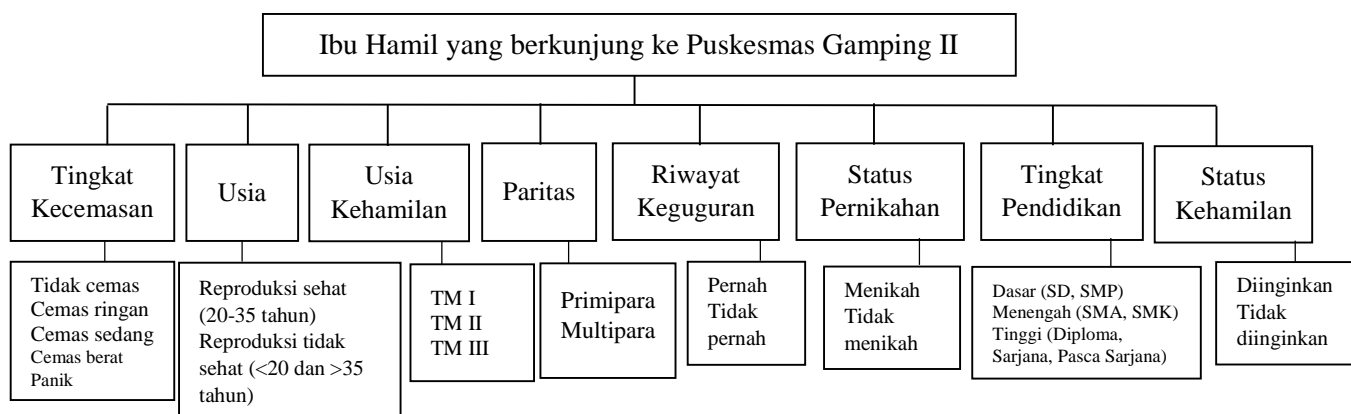 Ibu Hamil yang berkunjung ke Puskesmas Gamping II
Tingkat
Kecemasan
Usia
Usia
Kehamilan
Paritas
Riwayat
Keguguran
Status
Pernikahan
Tingkat
Pendidikan
Status
Kehamilan
Tidak cemas
Cemas ringan
Cemas sedang
Cemas berat
Panik
Reproduksi sehat
(20-35 tahun)
Reproduksi tidak
sehat (<20 dan >35
tahun)
TM I
TM II
TM III
Primipara
Multipara
Pernah
Tidak
pernah
Menikah
Tidak
menikah
Dasar (SD, SMP)
Menengah (SMA, SMK)
Tinggi (Diploma,
Sarjana, Pasca Sarjana)
Diinginkan
Tidak
diinginkan